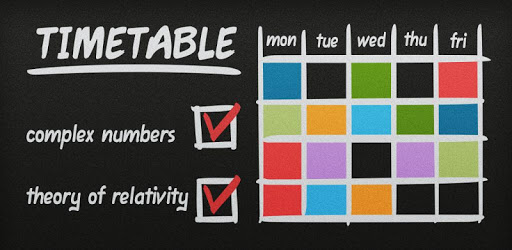 TIMETABLE
mon tue wed thu fri
complex numbers
theory of relativity